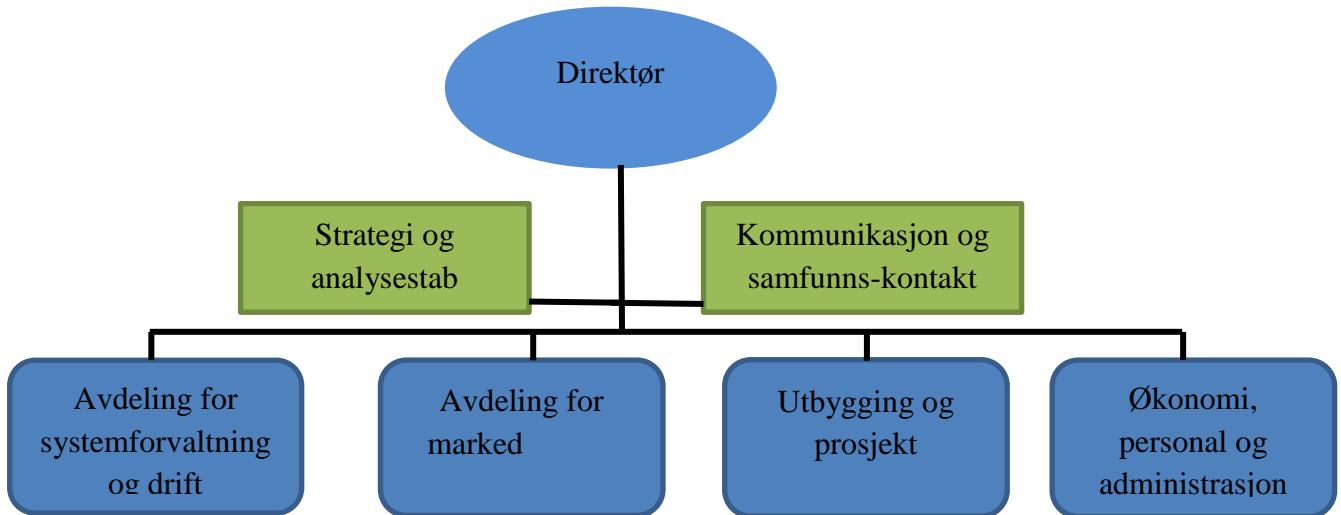 Direktør
Strategi og
analysestab
Kommunikasjon og
samfunns-kontakt
Avdeling for
systemforvaltning
og drift
Avdeling for
marked
Utbygging og
prosjekt
Økonomi,
personal og
administrasjon